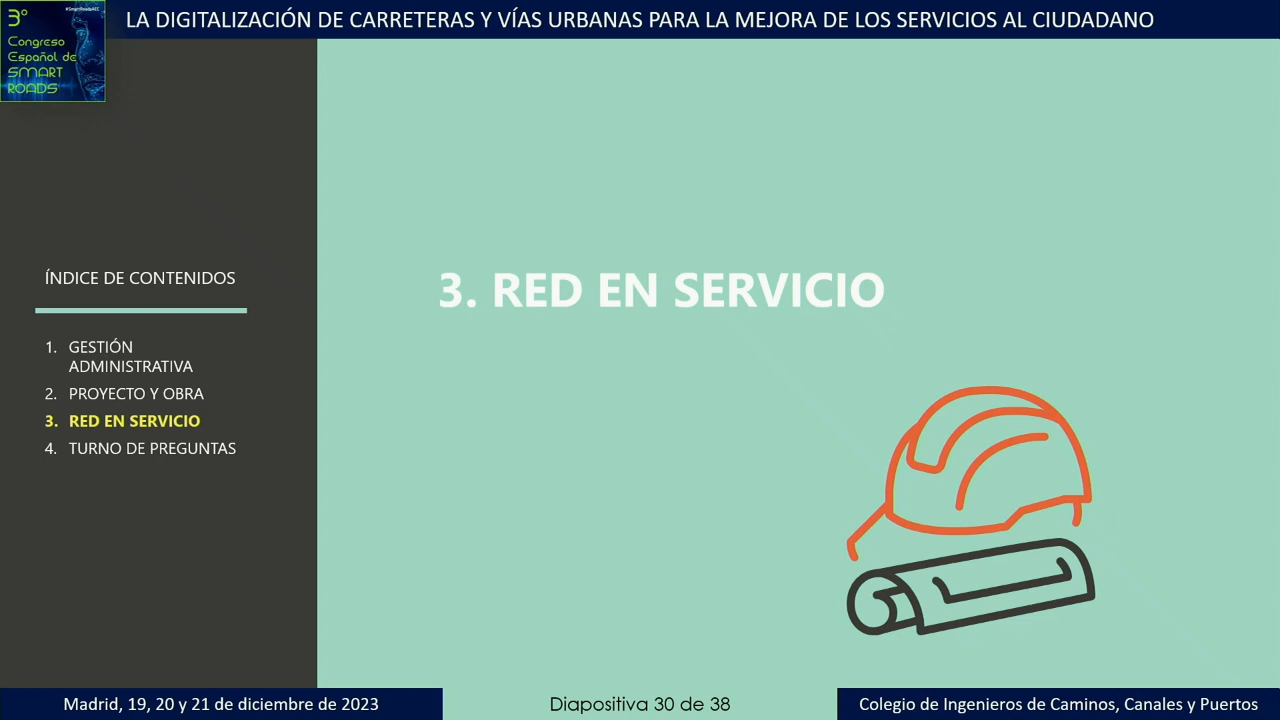 3º
Congreso
Español de
SMART
ROADS
#SmartRoadsAEC
LA DIGITALIZACIÓN DE CARRETERAS Y VÍAS URBANAS PARA LA MEJORA DE LOS SERVICIOS AL CIUDADANO
ÍNDICE DE CONTENIDOS
1. GESTIÓN
ADMINISTRATIVA
2. PROYECTO Y OBRA
3. RED EN SERVICIO
4. TURNO DE PREGUNTAS
3. RED EN SERVICIO
Madrid, 19, 20 y 21 de diciembre de 2023
Diapositiva 30 de 38
Colegio de Ingenieros de Caminos, Canales y Puertos